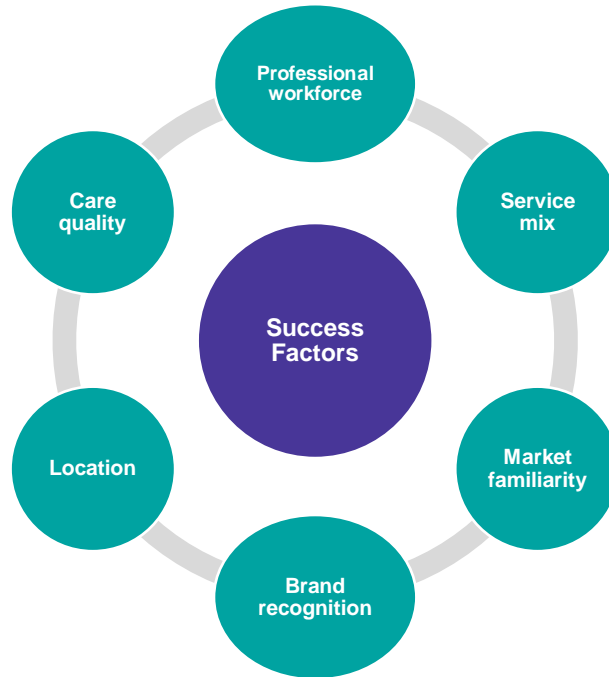 Professional
workforce
Care
quality
Service
mix
Success
Factors
Location
Market
familiarity
Brand
recognition